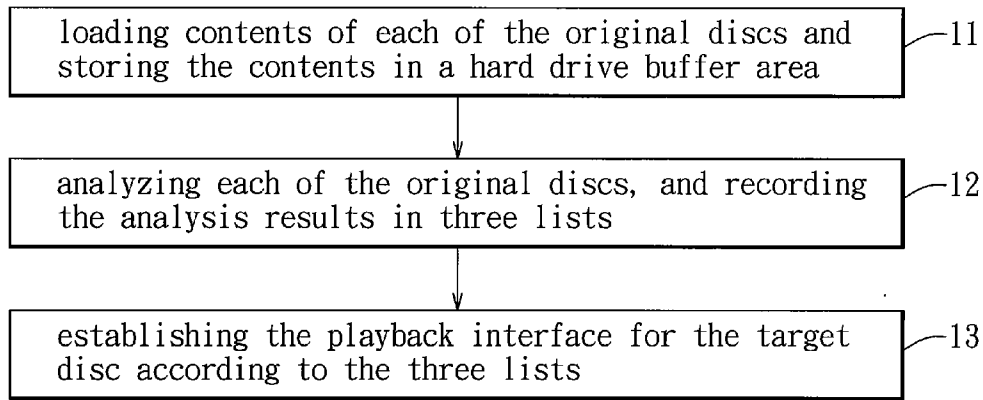 loading contents of each of the original discs and
storing the contents in a hard drive buffer area
11
analyzing each of the original discs, and recording
the analysis results in three lists
12
establishing the playback interface for the target
disc according to the three lists
13